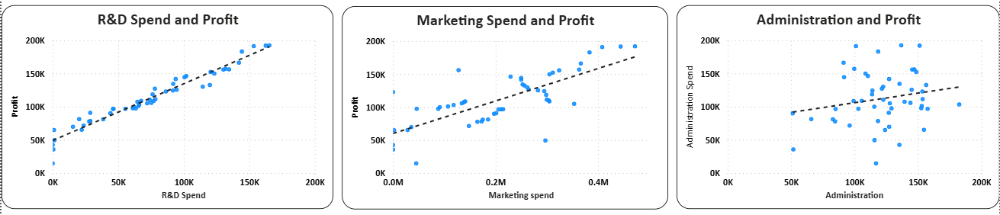 R&D Spend and Profit
200K
150K
100K
50K
0K
Profit
0K 50K 100K 150K 200K
R&D Spend
Marketing Spend and Profit
200K
150K
100K
50K
0K
Profit
0.0M 0.2M 0.4M
Marketing spend
Administration and Profit
200K
150K
100K
50K
0K
Administration Spend
0K 50K 100K 150K 200K
Administration